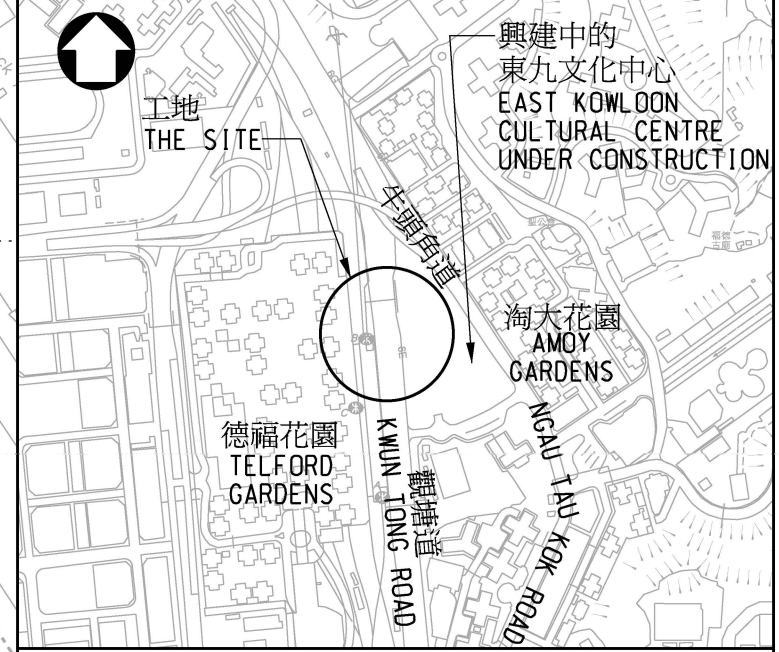 興建中的
東九文化中心
EAST KOWLOON
CULTURAL CENTRE
UNDER CONSTRUCTION
工地
THE SITE
牛頭角道
淘大花園
AMOY
GARDENS
德福花園
TELFORD
GARDENS
KWUN TONG ROAD
觀塘道
NGAU TAU KOK ROAD